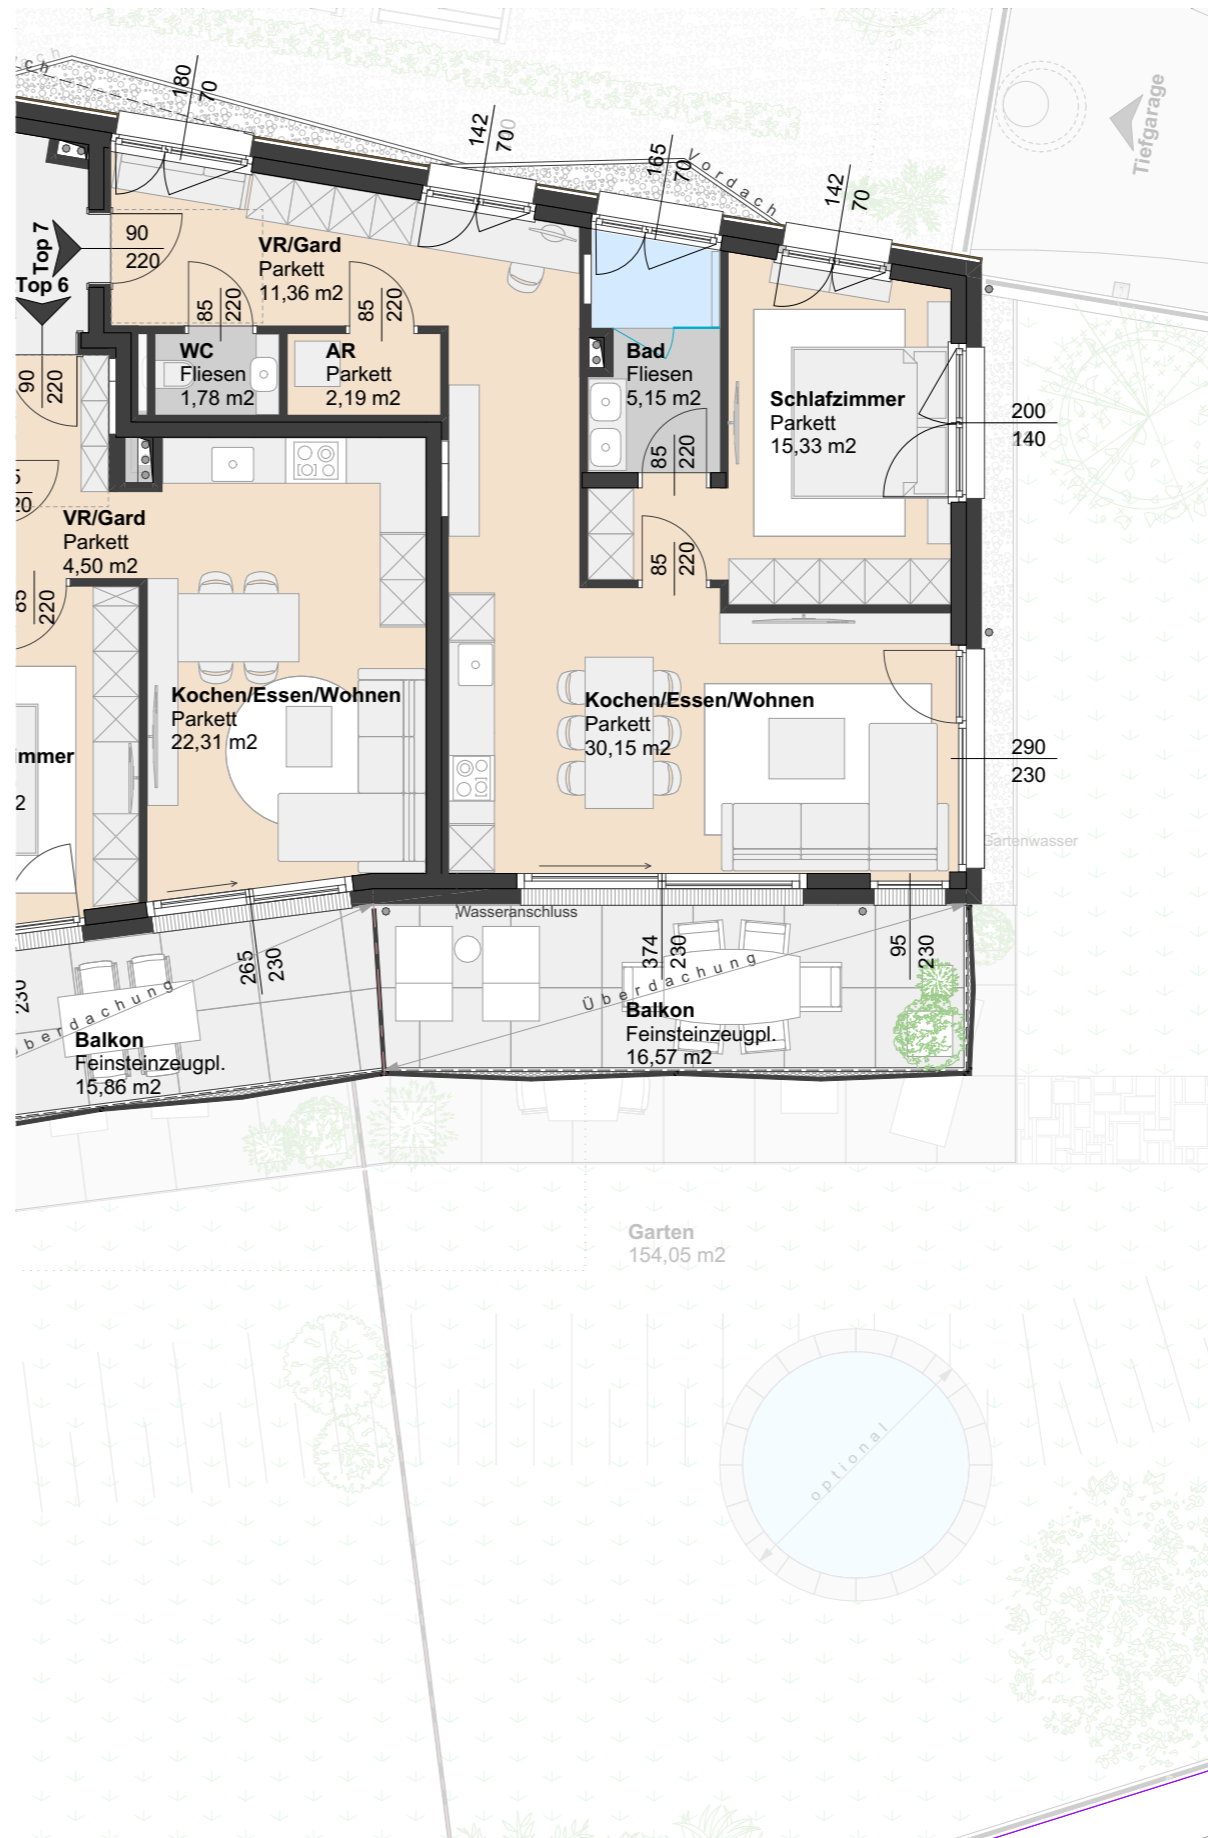 Vordach
Tiefgarage
180
70
142
70
165
70
142
70
Top 7
Top 6
90
220
VR/Gard
Parkett
11,36 m2
85
220
85
220
WC
Fliesen
1,78 m2
AR
Parkett
2,19 m2
Bad
Fliesen
5,15 m2
85
220
Schlafzimmer
Parkett
15,33 m2
200
140
90
220
VR/Gard
Parkett
4,50 m2
85
220
85
220
Kochen/Essen/Wohnen
Parkett
22,31 m2
Kochen/Essen/Wohnen
Parkett
30,15 m2
290
230
mmer
2
Gartenwasser
Wasseranschluss
265
230
374
230
95
230
230
Überdachung
berdachung
Balkon
Feinsteinzeugpl.
15,86 m2
Balkon
Feinsteinzeugpl.
16,57 m2
Garten
154,05 m2
optional